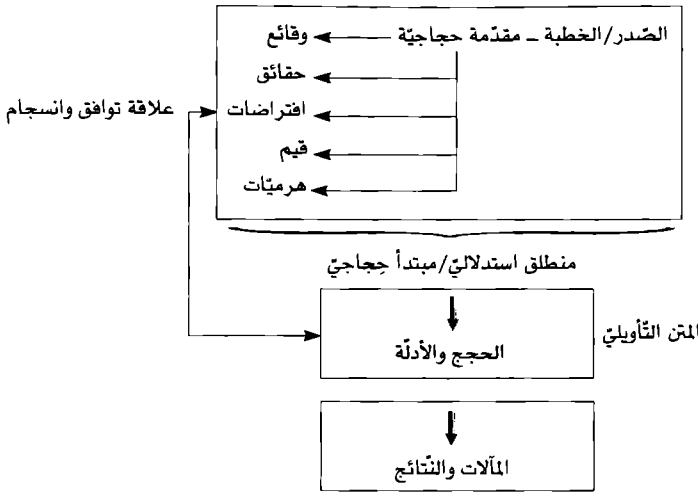 الصّدر/الخطبة – مقدّمة حجاجيّة وقائع
حقائق
افتراضات
علاقة توافق وانسجام
قيم
هرميّات
منطلق استدلاليّ/مبتدأ حِجاجيّ
المتن التّأويليّ
الحجج والأدلّة
المآلات والنّتائج